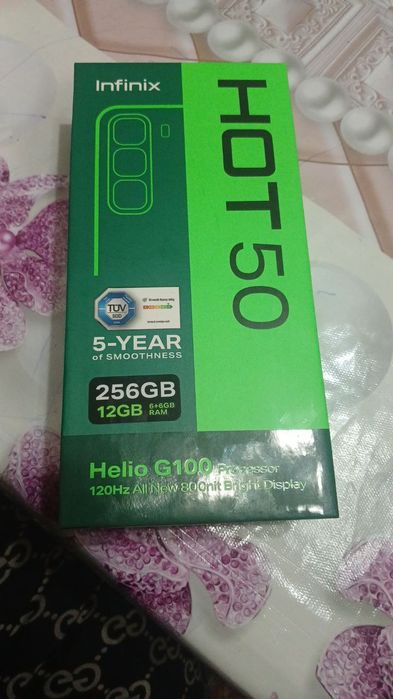 Infinix
HOT 50
TÜV
SÜD
5-YEAR
of SMOOTHNESS
256GB
12GB 6+6GB RAM
Helio G100 Processor
120Hz All New 800nit Bright Display